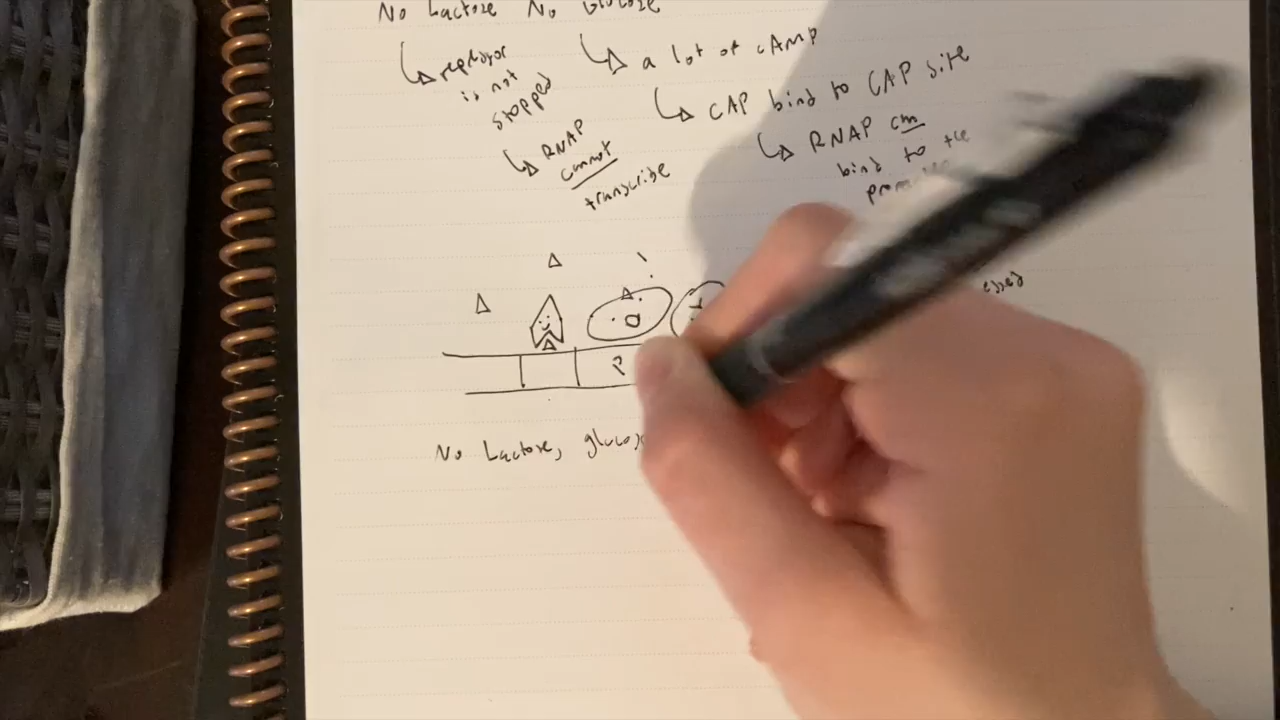 No Lactose No Glucose
repressor
is not
stopped
RNAP
cannot
transcribe
a lot of cAMP
CAP bind to CAP site
RNAP can
bind to the
P
No Lactose, glucose